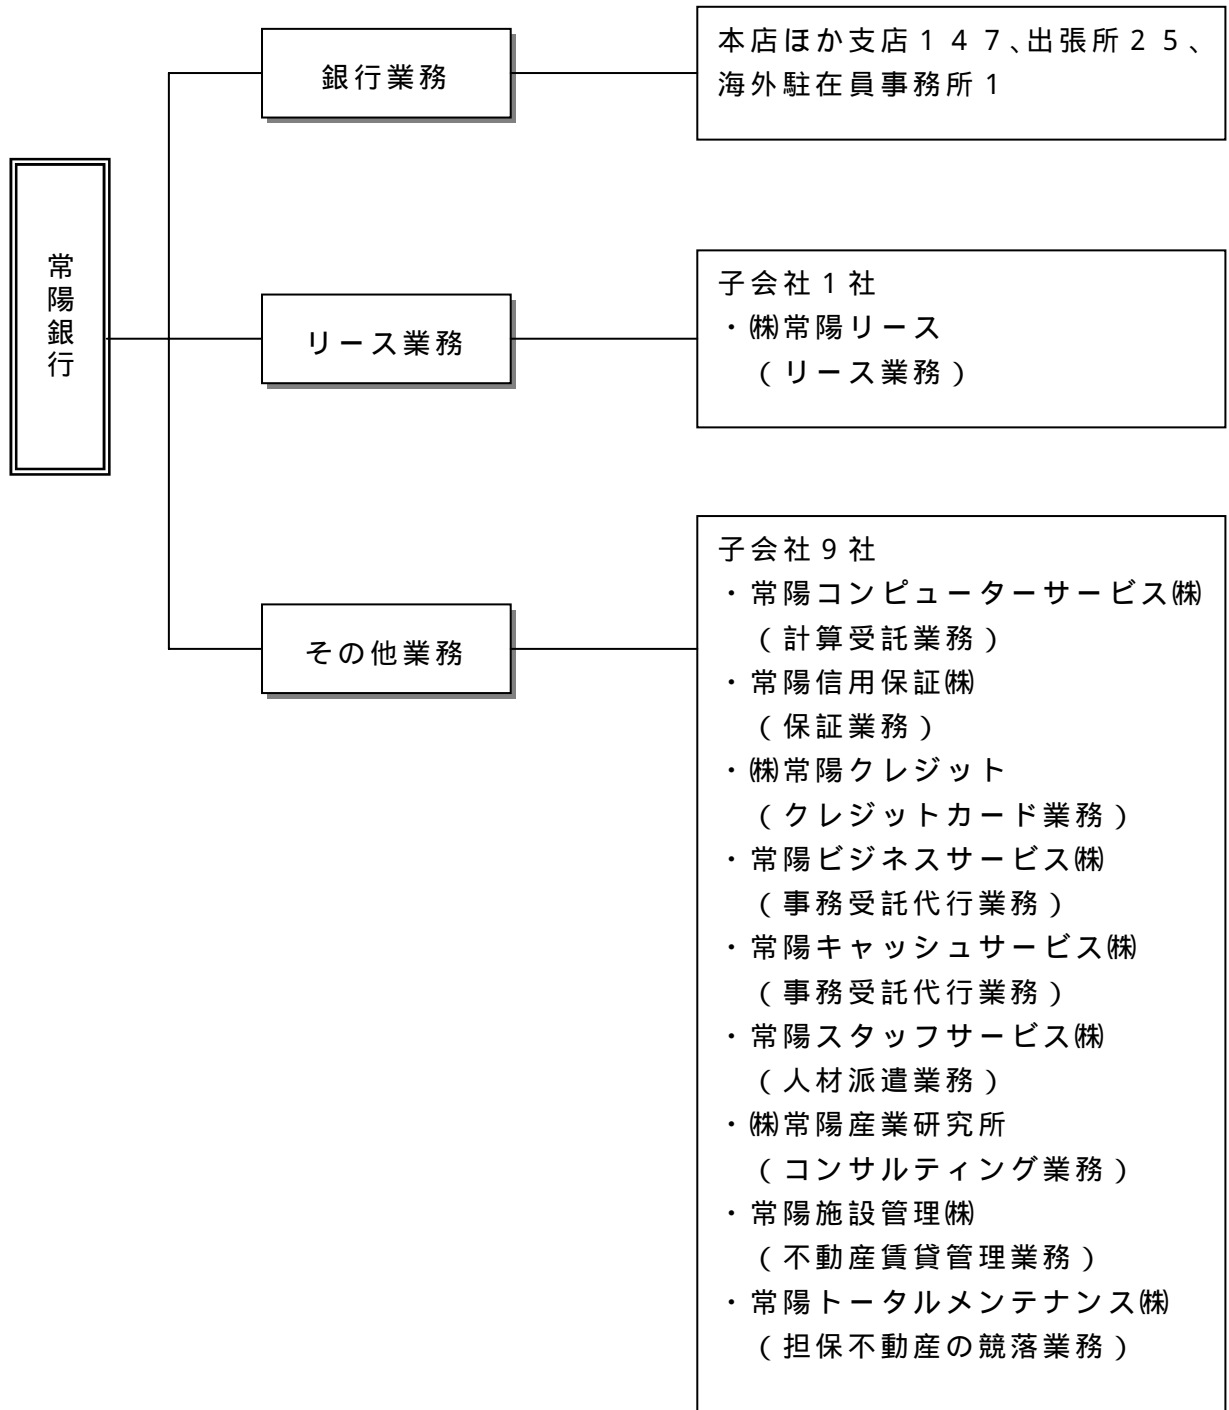 常陽銀行
銀行業務
本店ほか支店147、出張所25、
海外駐在員事務所1
リース業務
子会社1社
・㈱常陽リース
(リース業務)
その他業務
子会社9社
・常陽コンピューターサービス㈱
(計算受託業務)
・常陽信用保証㈱
(保証業務)
・㈱常陽クレジット
(クレジットカード業務)
・常陽ビジネスサービス㈱
(事務受託代行業務)
・常陽キャッシュサービス㈱
(事務受託代行業務)
・常陽スタッフサービス㈱
(人材派遣業務)
・㈱常陽産業研究所
(コンサルティング業務)
・常陽施設管理㈱
(不動産賃貸管理業務)
・常陽トータルメンテナンス㈱
(担保不動産の競落業務)